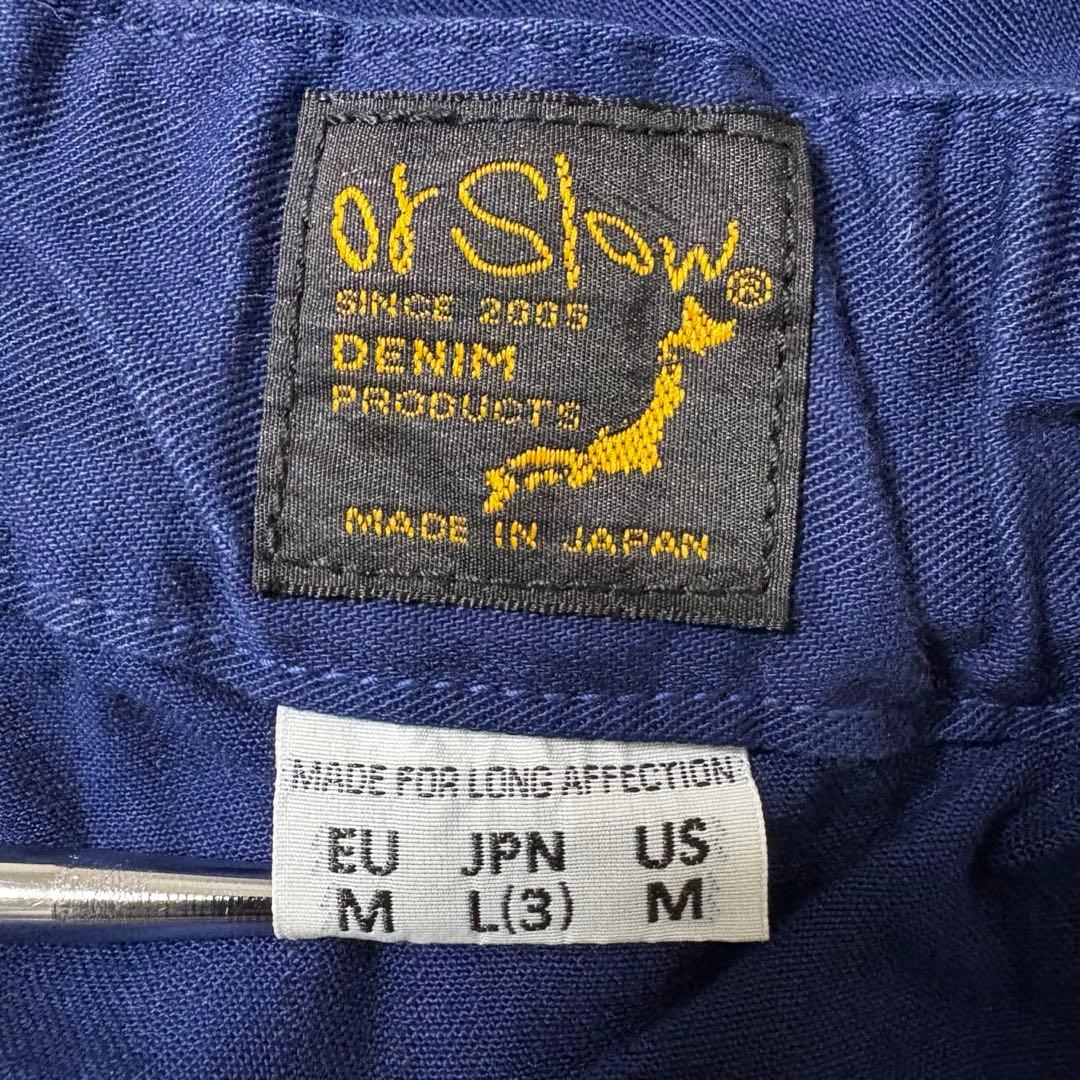 or Slow®
SINCE 2005
DENIM
PRODUCTS
MADE IN JAPAN
MADE FOR LONG AFFECTION
EU JPN US
M L(3) M